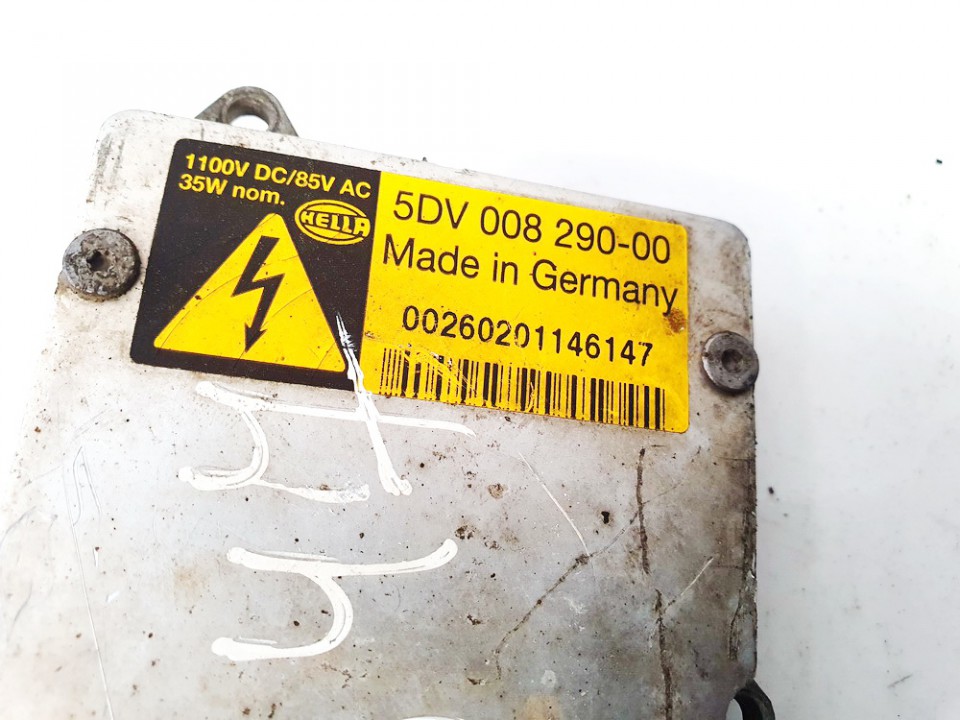 1100V DC/85V AC
35W nom.
HELLA
5DV 008 290-00
Made in Germany
00260201146147